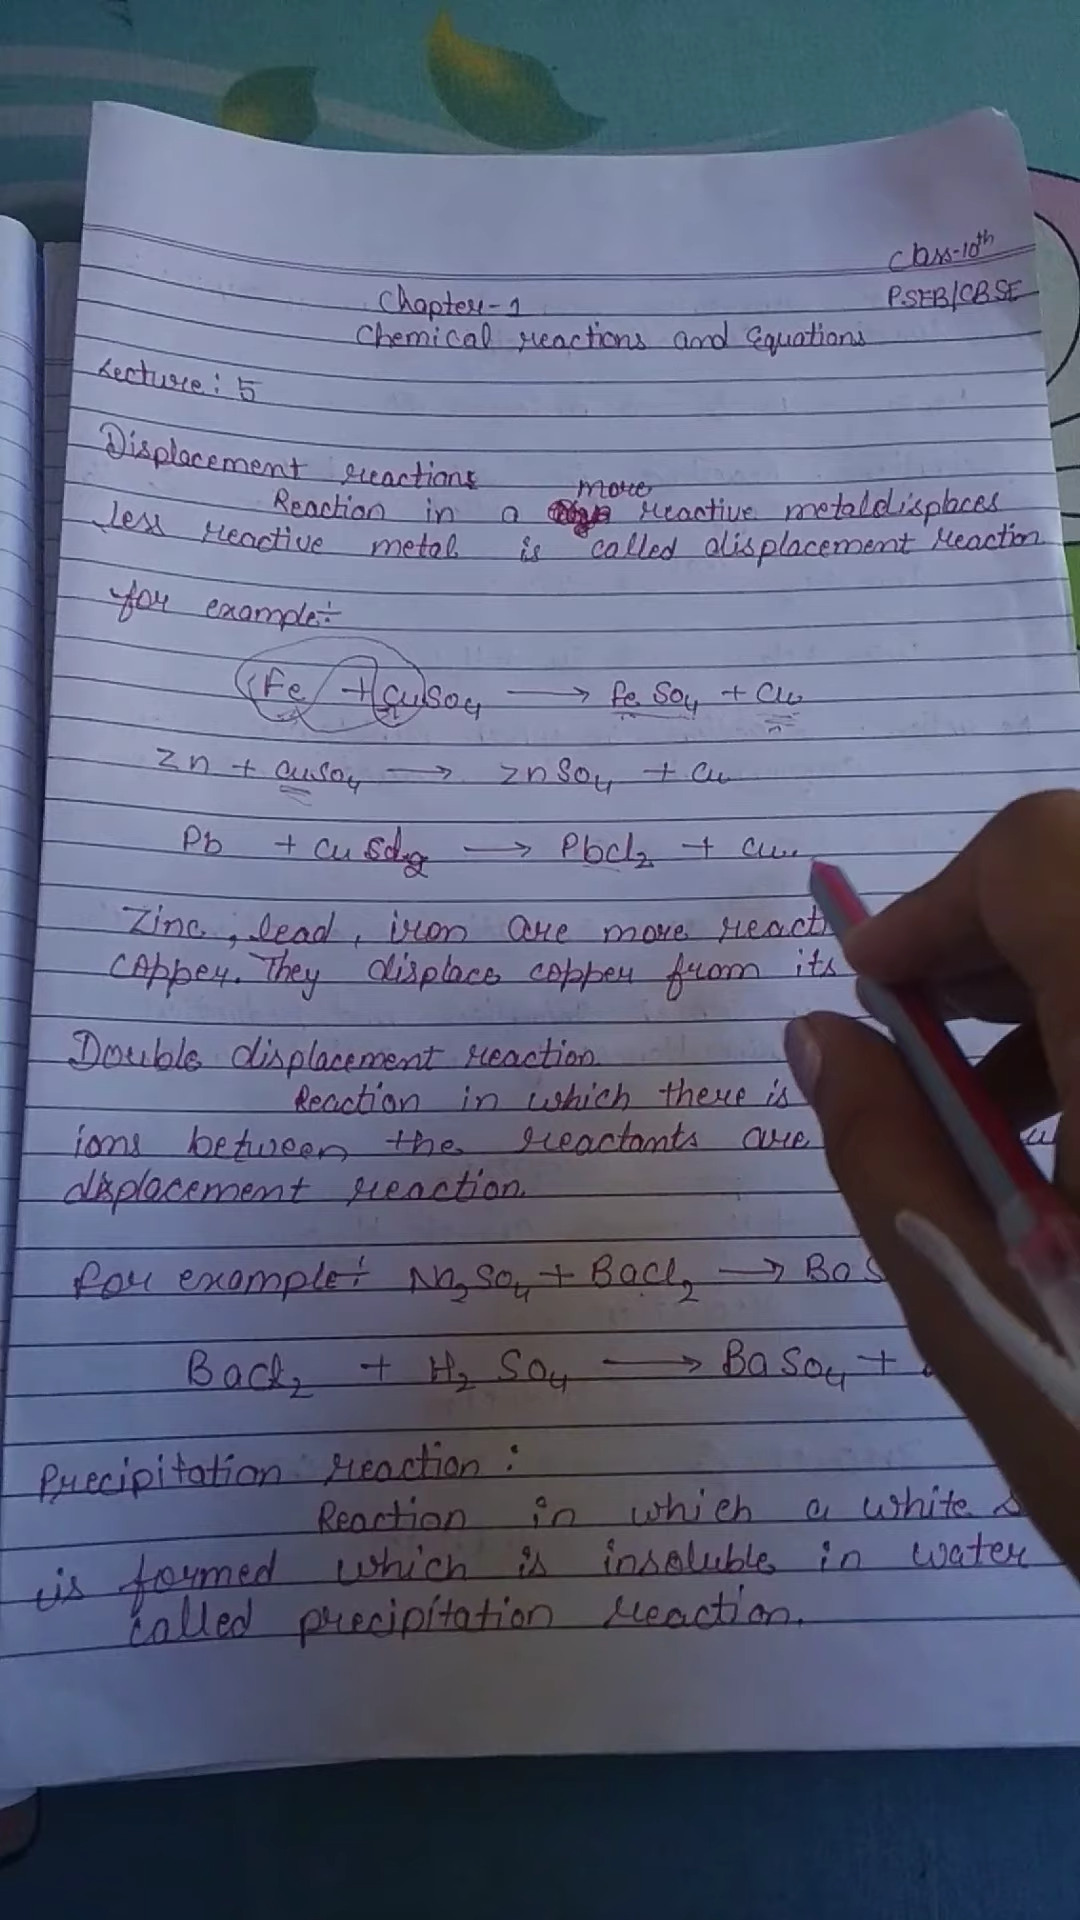 Class-10th
PSEB/CBSE
Chapter-1
Chemical reactions and Equations
Lecture: 5
Displacement reactions
more
Reaction in a reactive metal displaces
less reactive metal is called displacement reaction
for example:-
Fe + CuSO4 → FeSO4 + Cu
Zn + CuSO4 → ZnSO4 + Cu
Pb + Cu → PbCl2 + Cu
Zinc, lead, iron are more react
Copper. They displace copper from its
Double displacement reaction
Reaction in which there is
ions between the reactants are
displacement reaction
for example:- Na2SO4 + BaCl2 → BaS
BaCl2 + H2SO4 → BaSO4 +
Precipitation reaction:
Reaction in which a white s
is formed which is insoluble in water
called precipitation reaction.